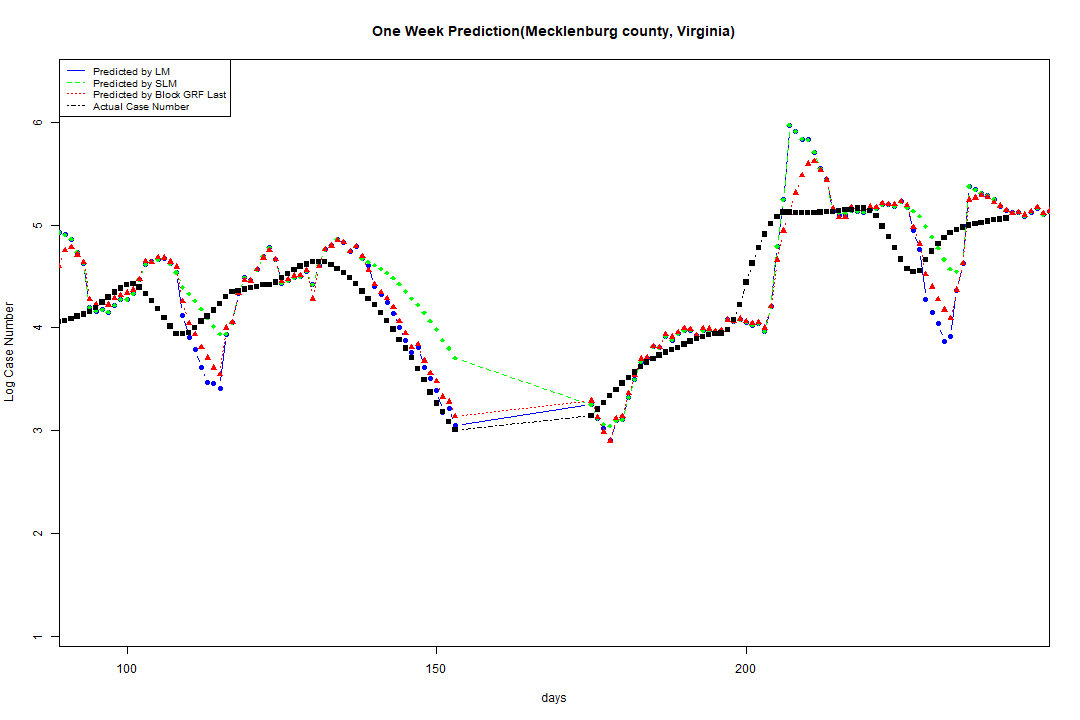 One Week Prediction(Mecklenburg county, Virginia)
Predicted by LM
Predicted by SLM
Predicted by Block GRF Last
Actual Case Number
6
5
4
3
2
1
Log Case Number
100 150 200
days